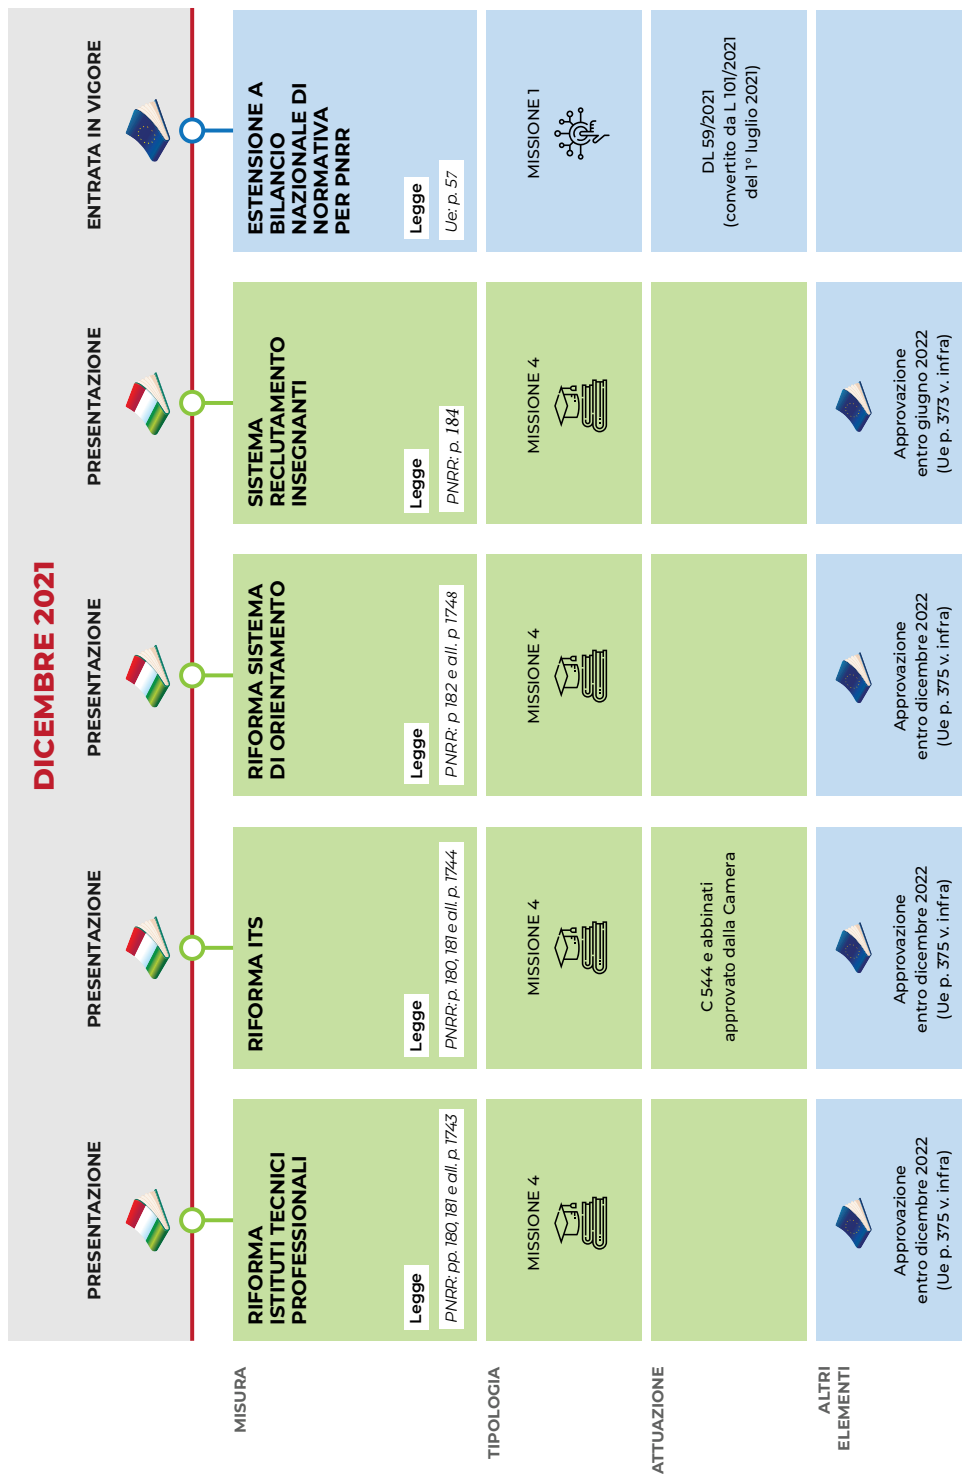 DICEMBRE 2021
PRESENTAZIONE
PRESENTAZIONE
PRESENTAZIONE
PRESENTAZIONE
ENTRATA IN VIGORE
MISURA
RIFORMA
ISTITUTI TECNICI
PROFESSIONALI
Legge
PNRR: pp. 180, 181 e all. p. 1743
RIFORMA ITS
Legge
PNRR: p. 180, 181 e all. p. 1744
RIFORMA SISTEMA
DI ORIENTAMENTO
Legge
PNRR: p 182 e all. p 1748
SISTEMA
RECLUTAMENTO
INSEGNANTI
Legge
PNRR: p. 184
ESTENSIONE A
BILANCIO
NAZIONALE DI
NORMATIVA
PER PNRR
Legge
Ue: p. 57
TIPOLOGIA
MISSIONE 4
MISSIONE 4
MISSIONE 4
MISSIONE 4
MISSIONE 1
ATTUAZIONE
C 544 e abbinati
approvato dalla Camera
DL 59/2021
(convertito da L 101/2021
del 1° luglio 2021)
ALTRI
ELEMENTI
Approvazione
entro dicembre 2022
(Ue p. 375 v. infra)
Approvazione
entro dicembre 2022
(Ue p. 375 v. infra)
Approvazione
entro dicembre 2022
(Ue p. 375 v. infra)
Approvazione
entro giugno 2022
(Ue p. 373 v. infra)